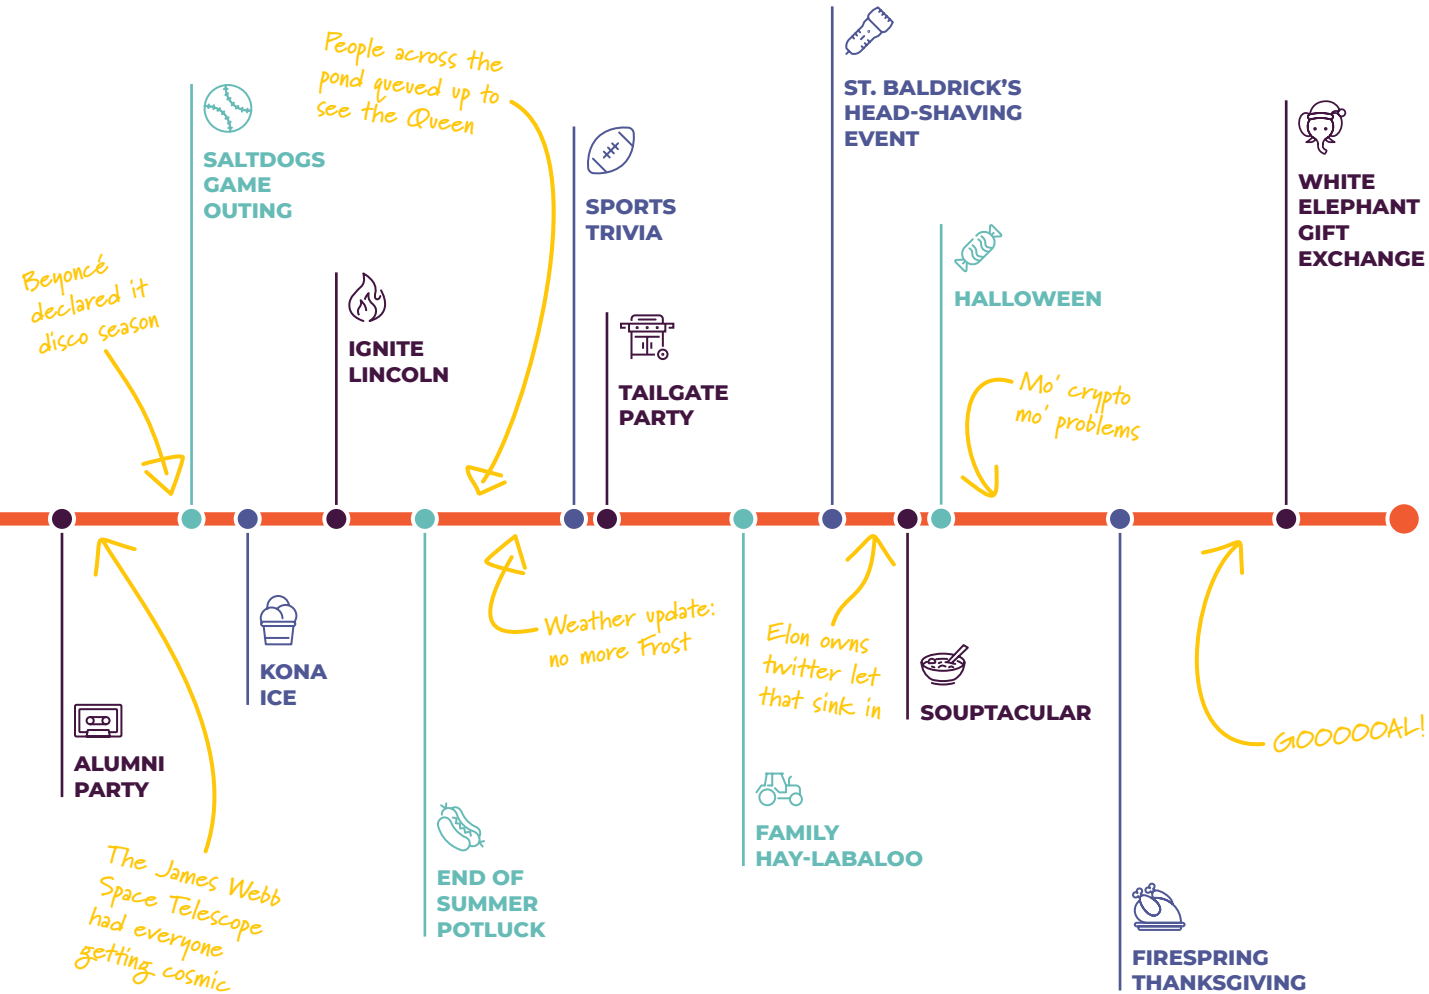 People across the
pond queued up to
see the Queen
ST. BALDRICK'S
HEAD-SHAVING
EVENT
SALTDOGS
GAME
OUTING
SPORTS
TRIVIA
WHITE
ELEPHANT
GIFT
EXCHANGE
Beyoncé
declared it
disco season
HALLOWEEN
IGNITE
LINCOLN
TAILGATE
PARTY
Mo' crypto
mo' problems
Weather update:
no more Frost
Elon owns
twitter let
that sink in
KONA
ICE
SOUPTACULAR
GOOOOOAL!
ALUMNI
PARTY
FAMILY
HAY-LABALOO
The James Webb
Space Telescope
had everyone
getting cosmic
END OF
SUMMER
POTLUCK
FIRESPRING
THANKSGIVING